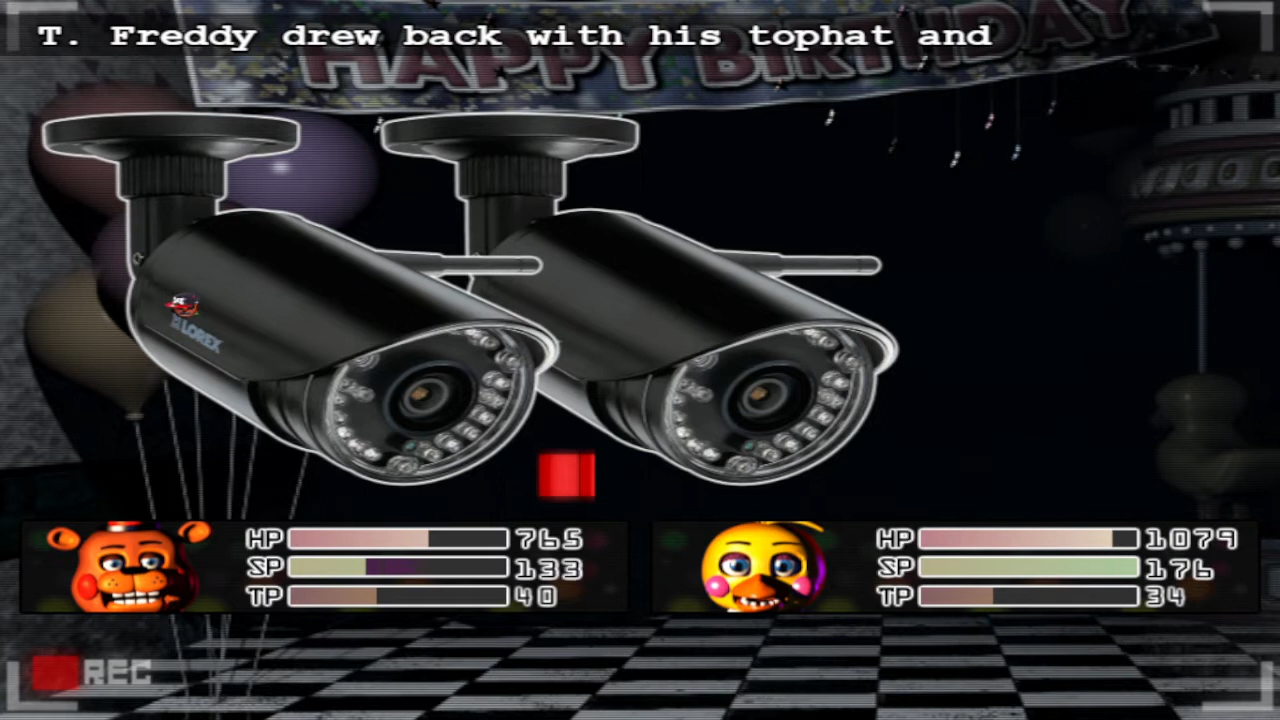 T. Freddy drew back with his tophat and
HAPPY BIRTHDAY
LOREX
HP 765
SP 133
TP 40
HP 1079
SP 176
TP 34
REC